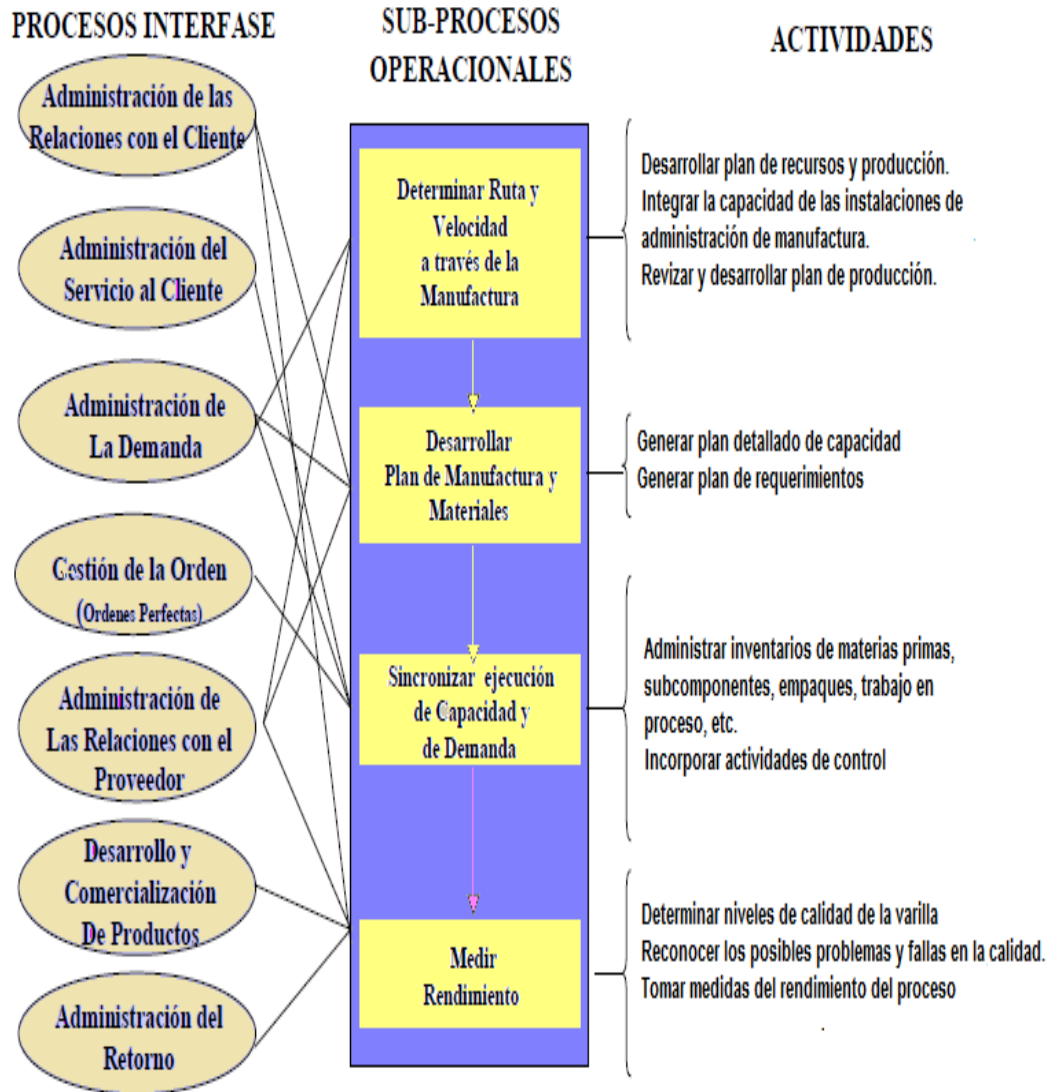 PROCESOS INTERFASE
Administración de las
Relaciones con el Cliente
Administración del
Servicio al Cliente
Administración de
La Demanda
Gestión de la Orden
(Ordenes Perfectas)
Administración de
Las Relaciones con el
Proveedor
Desarrollo y
Comercialización
De Productos
Administración del
Retorno
SUB-PROCESOS
OPERACIONALES
Determinar Ruta y
Velocidad
a través de la
Manufactura
Desarrollar
Plan de Manufactura y
Materiales
Sincronizar ejecución
de Capacidad y
de Demanda
Medir
Rendimiento
ACTIVIDADES
Desarrollar plan de recursos y producción.
Integrar la capacidad de las instalaciones de
administración de manufactura.
Revizar y desarrollar plan de producción.
Generar plan detallado de capacidad
Generar plan de requerimientos
Administrar inventarios de materias primas,
subcomponentes, empaques, trabajo en
proceso, etc.
Incorporar actividades de control
Determinar niveles de calidad de la varilla
Reconocer los posibles problemas y fallas en la calidad.
Tomar medidas del rendimiento del proceso